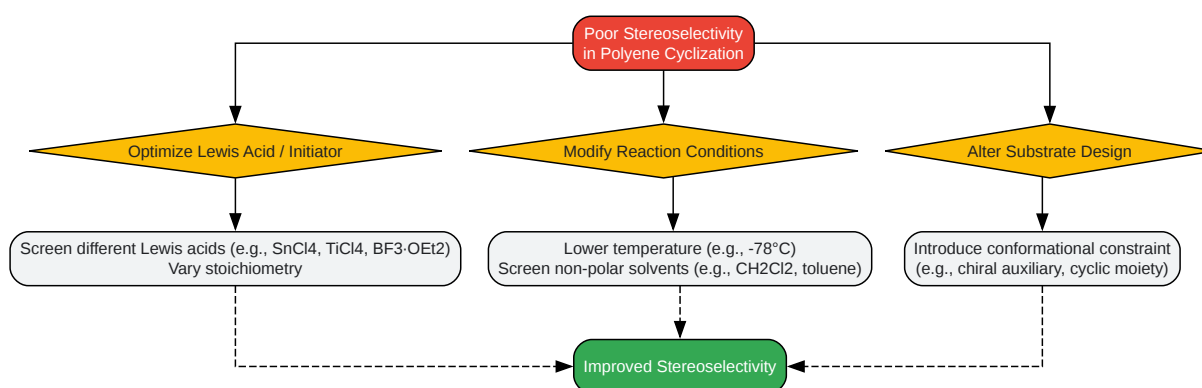 Poor Stereoselectivity
in Polyene Cyclization
Optimize Lewis Acid / Initiator
Modify Reaction Conditions
Alter Substrate Design
Screen different Lewis acids (e.g., SnCl4, TiCl4, BF3·OEt2)
Vary stoichiometry
Lower temperature (e.g., -78°C)
Screen non-polar solvents (e.g., CH2Cl2, toluene)
Introduce conformational constraint
(e.g., chiral auxiliary, cyclic moiety)
Improved Stereoselectivity